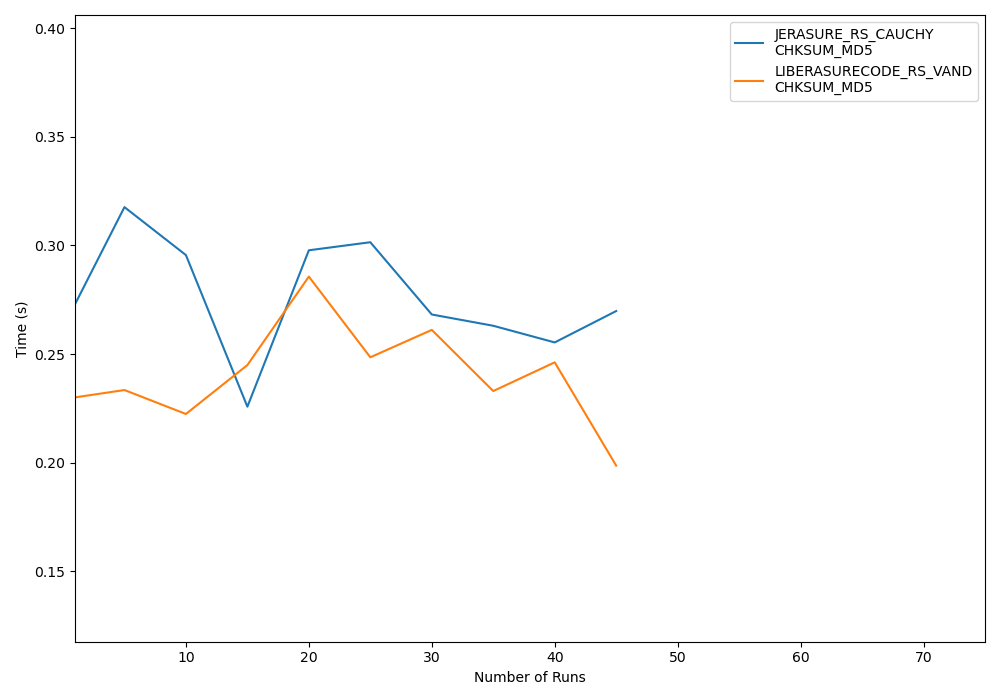 JERASURE_RS_CAUCHY
CHKSUM_MD5
LIBERASURECODE_RS_VAND
CHKSUM_MD5
0.40
0.35
0.30
0.25
0.20
0.15
Time (s)
10 20 30 40 50 60 70
Number of Runs